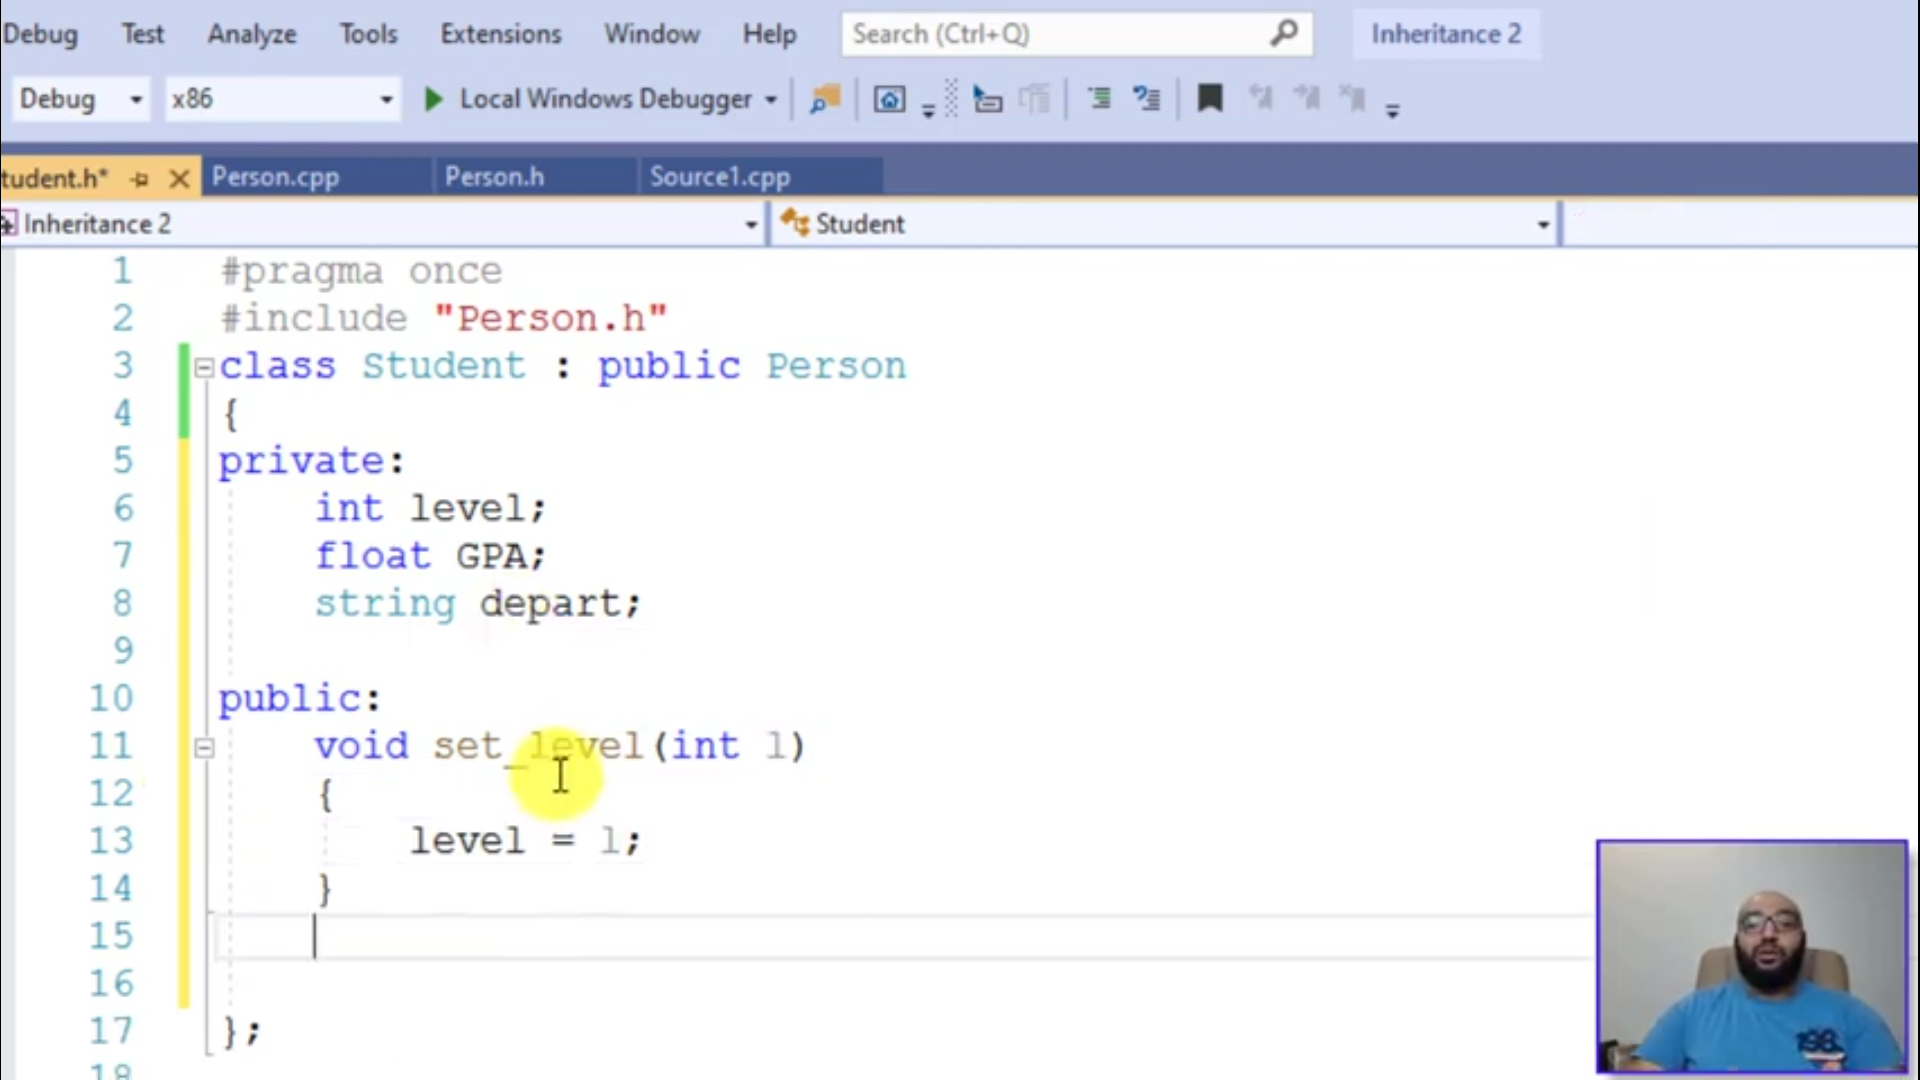 Debug Test Analyze Tools Extensions Window Help Search (Ctrl+Q) Inheritance 2
Debug x86 Local Windows Debugger
tudent.h* Person.cpp Person.h Source1.cpp
Inheritance 2 Student
1 #pragma once
2 #include "Person.h"
3 class Student : public Person
4 {
5 private:
6 int level;
7 float GPA;
8 string depart;
9
10 public:
11 void set_level(int l)
12 {
13 level = l;
14 }
15
16
17 };
18
198